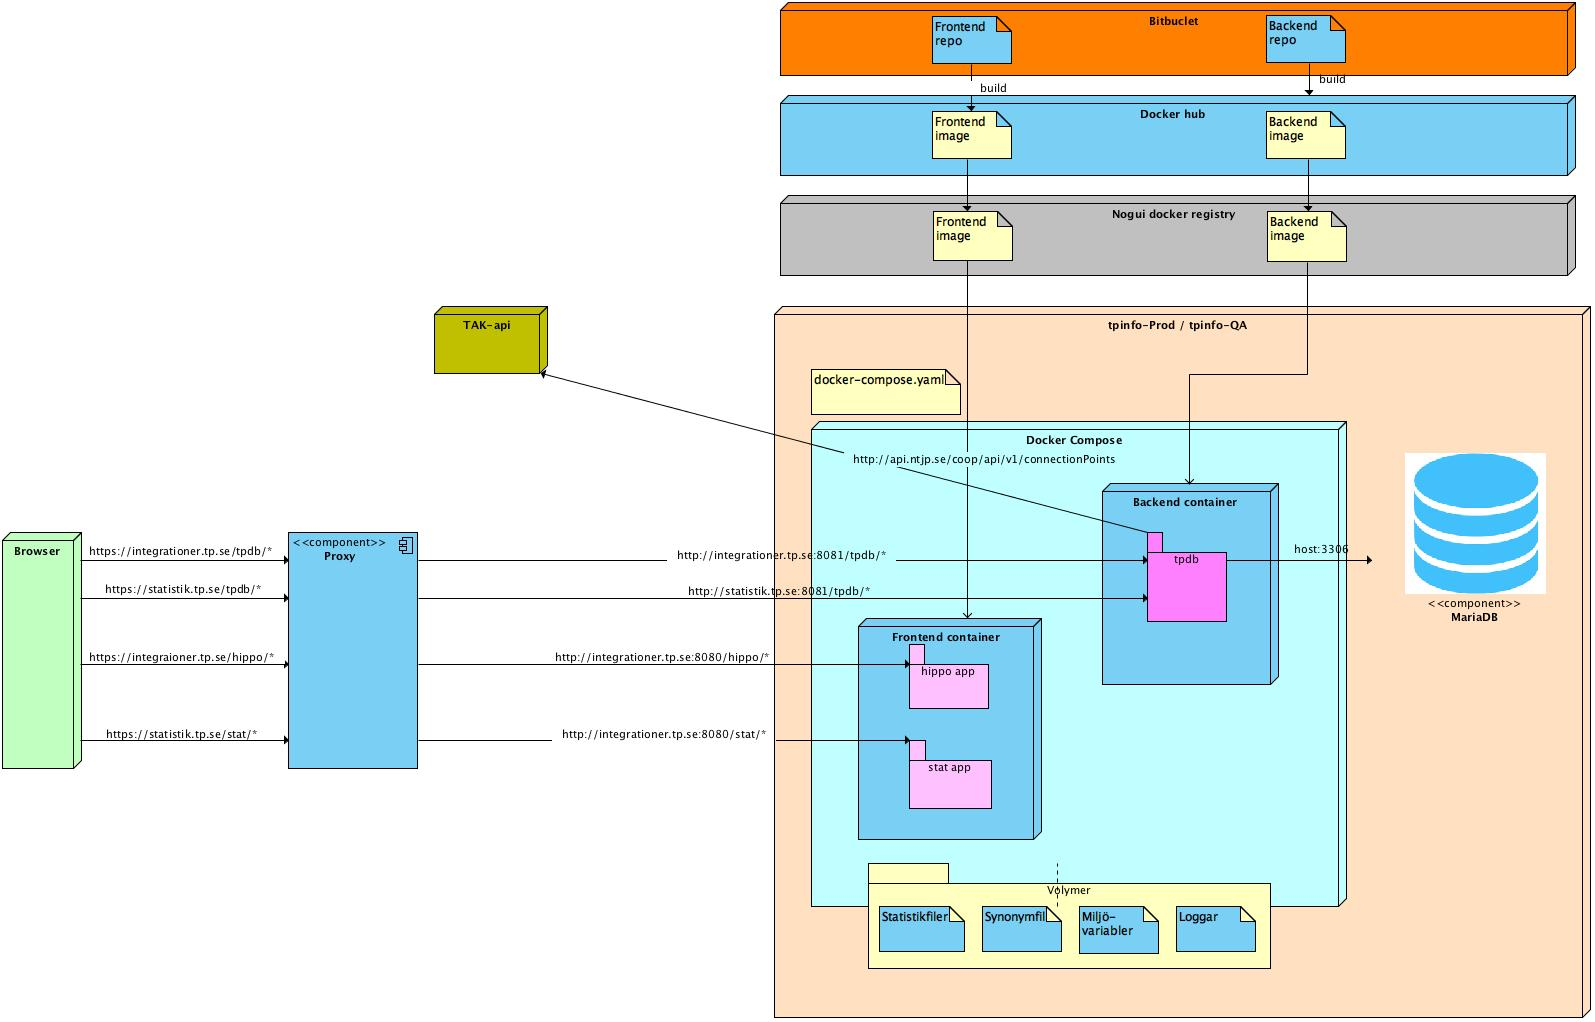 Bitbuclet
Frontend
repo
Backend
repo
build
build
Docker hub
Frontend
image
Backend
image
Nogui docker registry
Frontend
image
Backend
image
TAK-api
tpinfo-Prod / tpinfo-QA
docker-compose.yaml
Docker Compose
http://api.ntjp.se/coop/api/v1/connectionPoints
Backend container
Browser
<<component>>
Proxy
https://integrationer.tp.se/tpdb/*
http://integrationer.tp.se:8081/tpdb/*
tpdb
host:3306
https://statistik.tp.se/tpdb/*
http://statistik.tp.se:8081/tpdb/*
<<component>>
MariaDB
Frontend container
https://integraioner.tp.se/hippo/*
http://integrationer.tp.se:8080/hippo/*
hippo app
https://statistik.tp.se/stat/*
http://integrationer.tp.se:8080/stat/*
stat app
Volymer
Statistikfiler
Synonymfil
Miljö-
variabler
Loggar